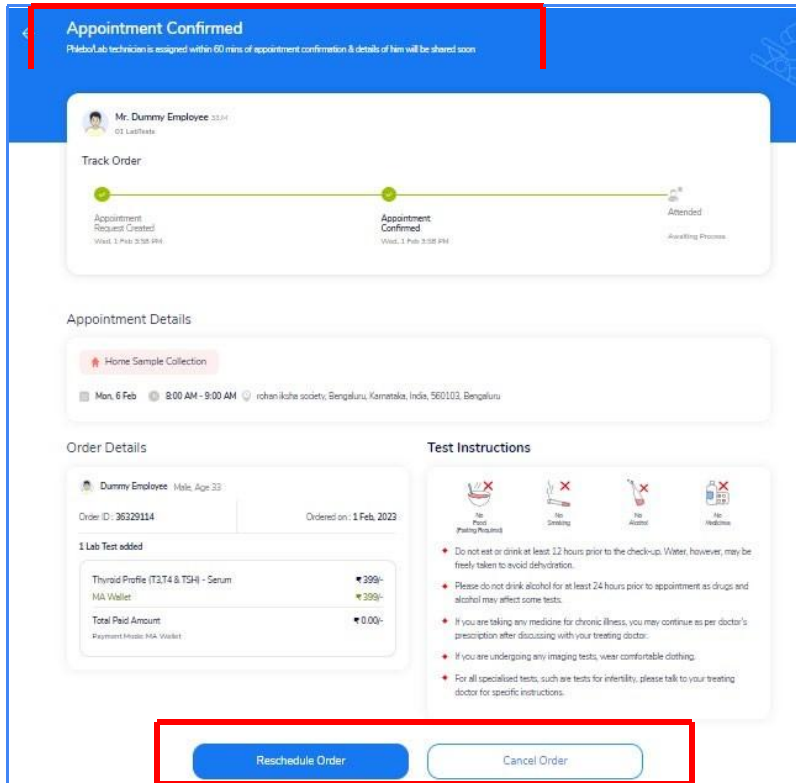 Appointment Confirmed
Phlebo/Lab technician is assigned within 60 mins of appointment confirmation & details of him will be shared soon
Mr. Dummy Employee 33/M
01 LabTests
Track Order
Appointment
Request Created
Wed, 1 Feb 3:58 PM
Appointment
Confirmed
Wed, 1 Feb 3:58 PM
Attended
Awaiting Process
Appointment Details
Home Sample Collection
Mon, 6 Feb 8:00 AM - 9:00 AM rohan iksha society, Bengaluru, Karnataka, India, 560103, Bengaluru
Order Details
Dummy Employee Male, Age 33
Order ID : 36329114 Ordered on : 1 Feb, 2023
1 Lab Test added
Thyroid Profile (T3,T4 & TSH) - Serum ₹ 399/-
MA Wallet ₹ 399/-
Total Paid Amount ₹ 0.00/-
Payment Mode: MA Wallet
Test Instructions
No
Food
(Fasting Required)
No
Smoking
No
Alcohol
No
Medicines
Do not eat or drink at least 12 hours prior to the check-up. Water, however, may be
freely taken to avoid dehydration.
Please do not drink alcohol for at least 24 hours prior to appointment as drugs and
alcohol may affect some tests.
If you are taking any medicine for chronic illness, you may continue as per doctor's
prescription after discussing with your treating doctor.
If you are undergoing any imaging tests, wear comfortable clothing.
For all specialised tests, such are tests for infertility, please talk to your treating
doctor for specific instructions.
Reschedule Order
Cancel Order